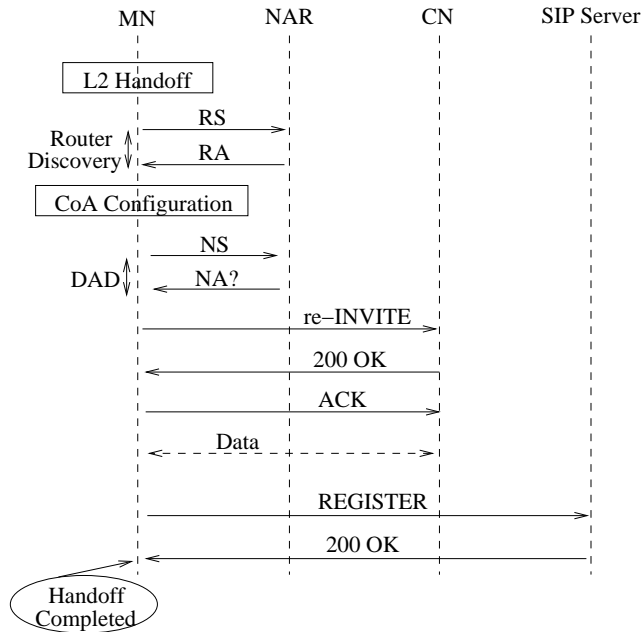 MN NAR CN SIP Server
L2 Handoff
RS
Router
Discovery
RA
CoA Configuration
NS
DAD
NA?
re−INVITE
200 OK
ACK
Data
REGISTER
200 OK
Handoff
Completed